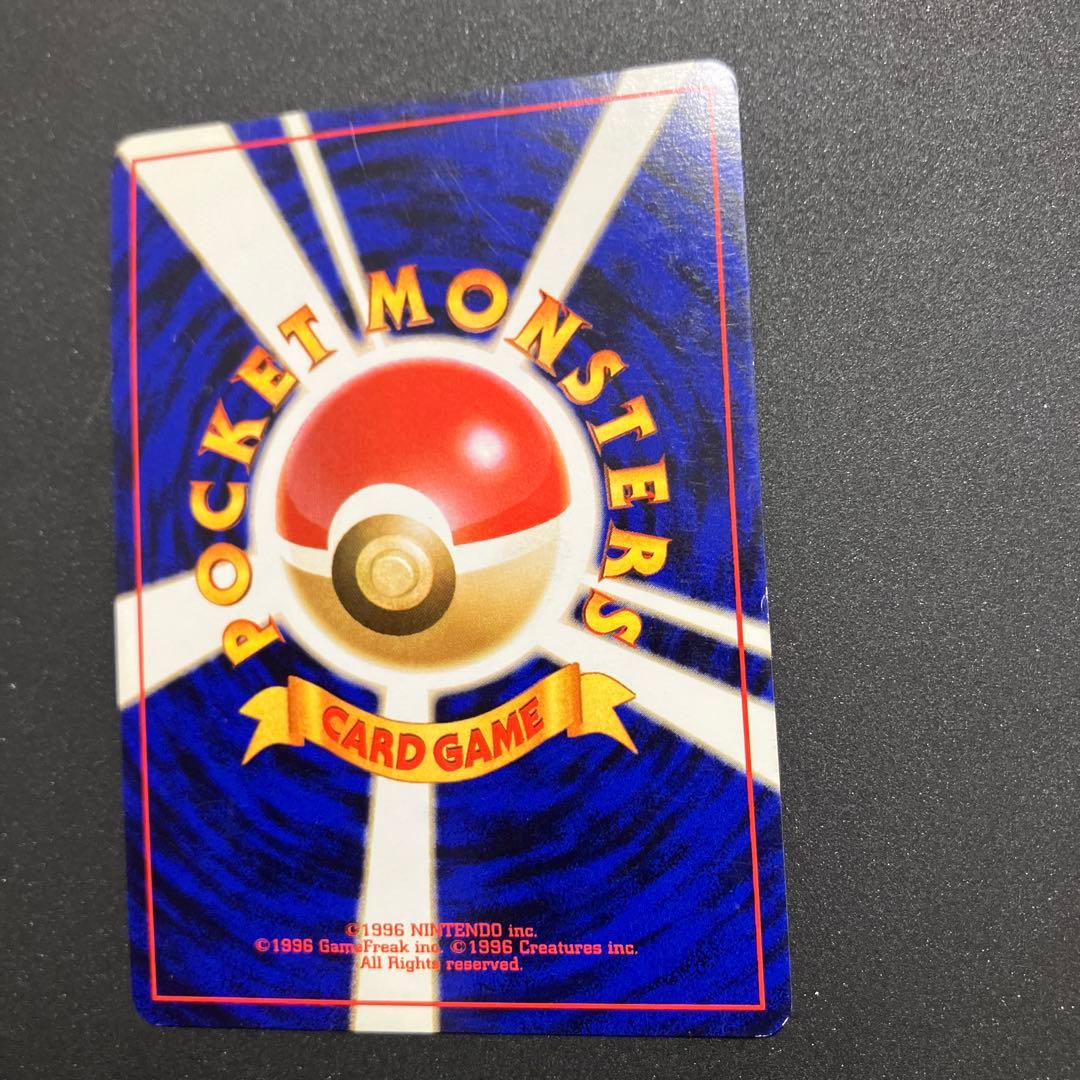 POCKET MONSTERS
CARD GAME
©1996 NINTENDO inc.
©1996 GameFreak inc. ©1996 Creatures inc.
All Rights reserved.